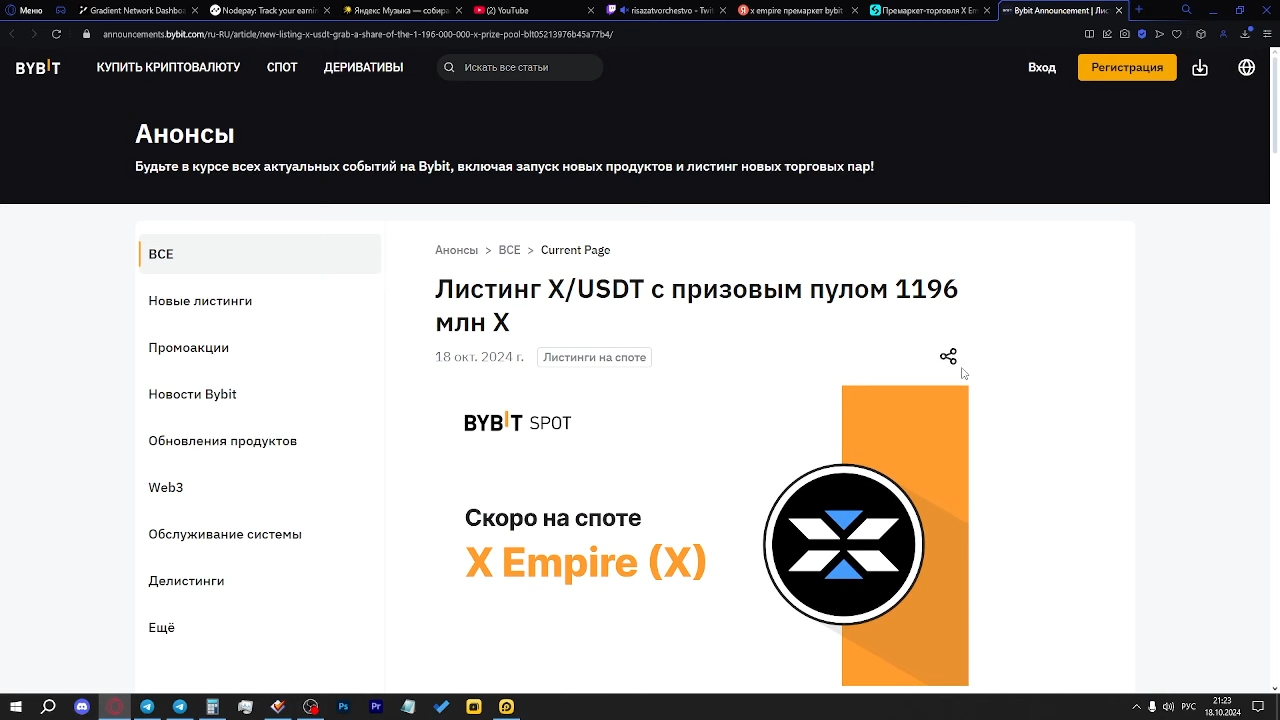 Меню
Gradient Network Dashboa
Nodepay: Track your earnin
Яндекс Музыка — собира
(2) YouTube
risazatvorchestvo - Twit
x empire премаркет bybit
Премаркет-торговля X Em
Bybit Announcement | Лис
announcements.bybit.com/ru-RU/article/new-listing-x-usdt-grab-a-share-of-the-1-196-000-000-x-prize-pool-blt05213976b45a77b4/
BYBIT
КУПИТЬ КРИПТОВАЛЮТУ
СПОТ
ДЕРИВАТИВЫ
Искать все статьи
Вход
Регистрация
Анонсы
Будьте в курсе всех актуальных событий на Bybit, включая запуск новых продуктов и листинг новых торговых пар!
ВСЕ
Новые листинги
Промоакции
Новости Bybit
Обновления продуктов
Web3
Обслуживание системы
Делистинги
Ещё
Анонсы > ВСЕ > Current Page
Листинг X/USDT с призовым пулом 1196
млн X
18 окт. 2024 г.
Листинги на споте
BYBIT SPOT
Скоро на споте
X Empire (X)
РУС
21:23
18.10.2024